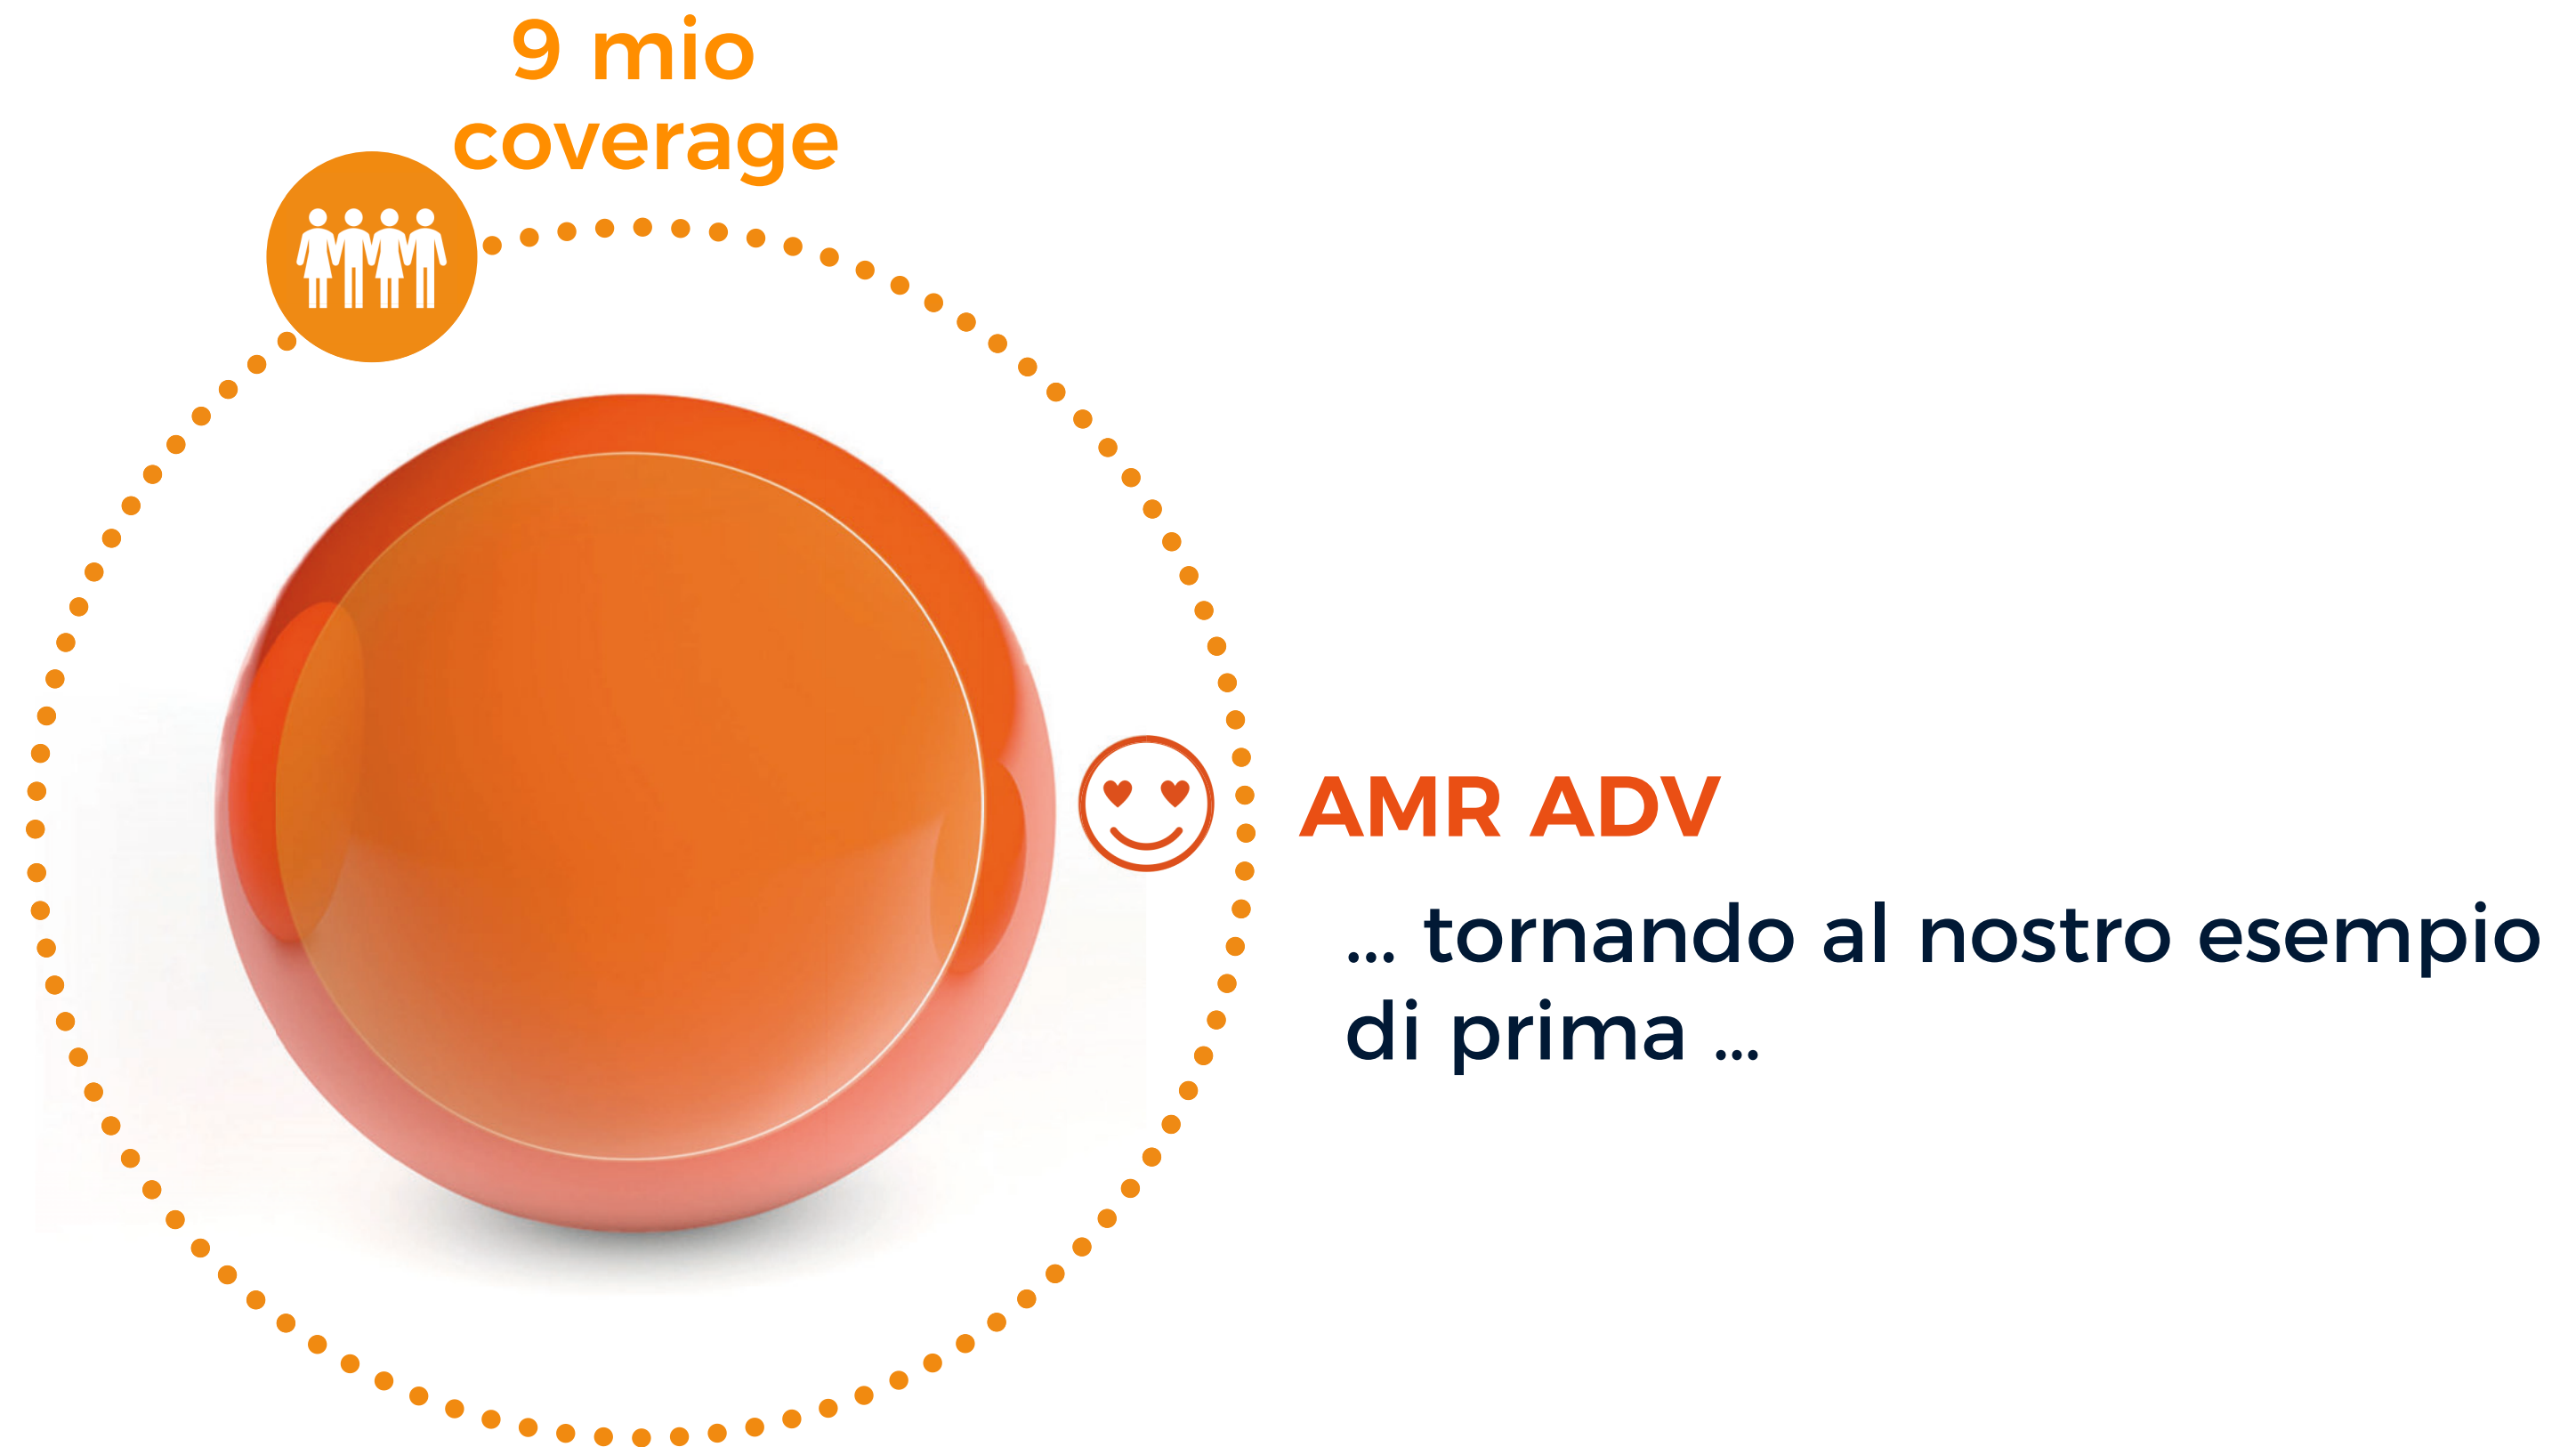 9 mio
coverage
AMR ADV
... tornando al nostro esempio
di prima ...